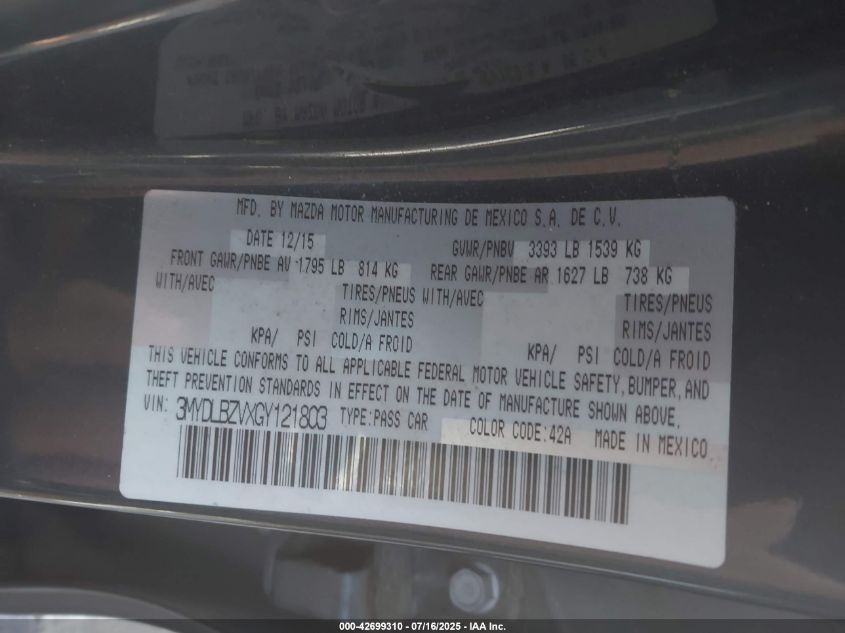 MFD. BY MAZDA MOTOR MANUFACTURING DE MEXICO S.A. DE C.V.
DATE 12/15 GVWR/PNBV 3393 LB 1539 KG
FRONT GAWR/PNBE AV 1795 LB 814 KG REAR GAWR/PNBE AR 1627 LB 738 KG
WITH/AVEC TIRES/PNEUS WITH/AVEC TIRES/PNEUS
RIMS/JANTES RIMS/JANTES
KPA/ PSI COLD/A FROID KPA/ PSI COLD/A FROID
THIS VEHICLE CONFORMS TO ALL APPLICABLE FEDERAL MOTOR VEHICLE SAFETY, BUMPER, AND
THEFT PREVENTION STANDARDS IN EFFECT ON THE DATE OF MANUFACTURE SHOWN ABOVE.
VIN: 3MYDLBZVXGY121803 TYPE:PASS CAR COLOR CODE:42A MADE IN MEXICO
000-42699310 - 07/16/2025 - IAA Inc.